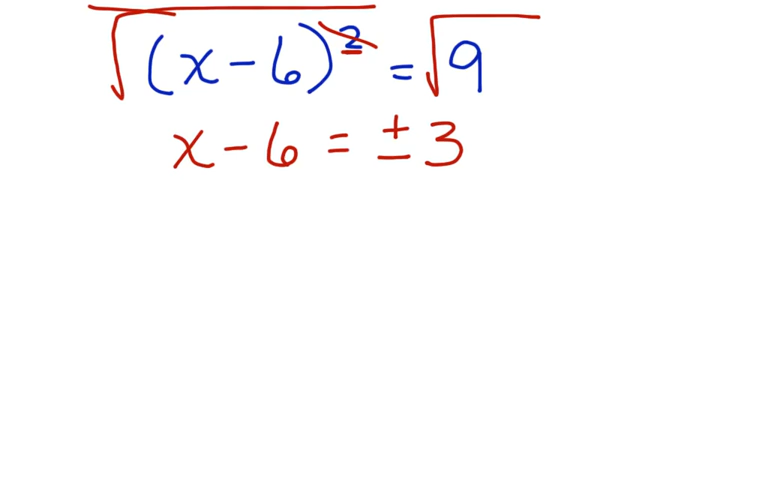 √(x-6)² = √9
x-6 = ±3